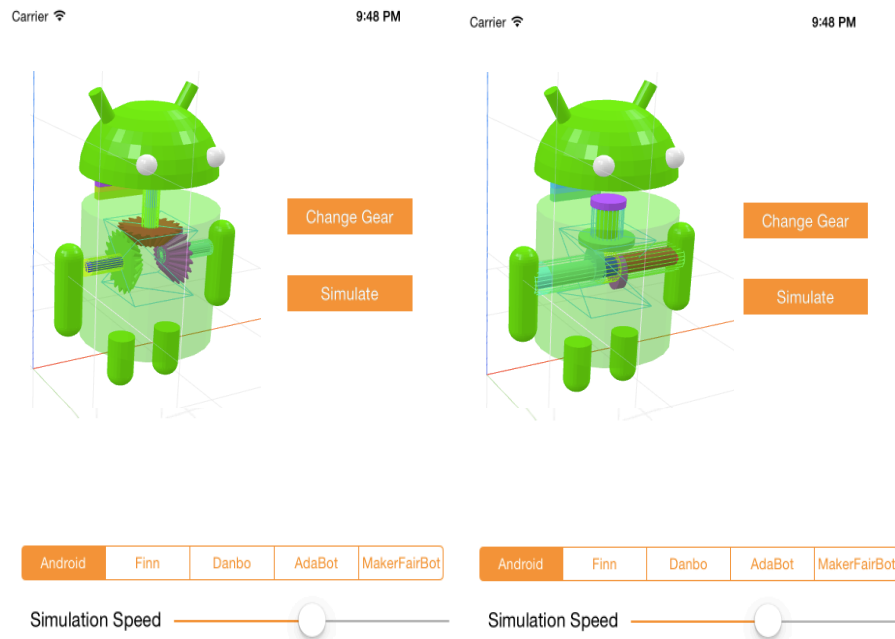 Carrier 9:48 PM
Change Gear
Simulate
Android Finn Danbo AdaBot MakerFairBot
Simulation Speed
Carrier 9:48 PM
Change Gear
Simulate
Android Finn Danbo AdaBot MakerFairBot
Simulation Speed